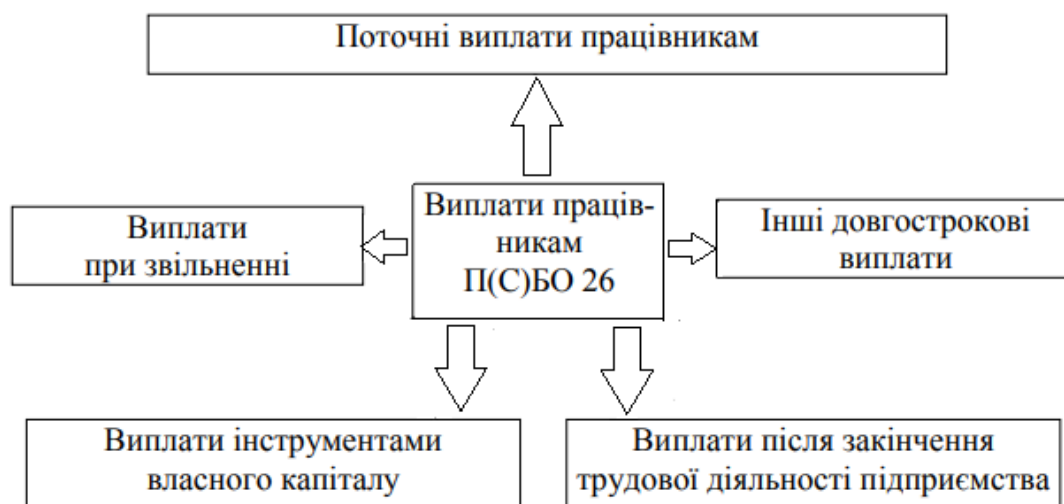 Поточні виплати працівникам
Виплати
при звільненні
Виплати праців-
никам
П(С)БО 26
Інші довгострокові
виплати
Виплати інструментами
власного капіталу
Виплати після закінчення
трудової діяльності підприємства